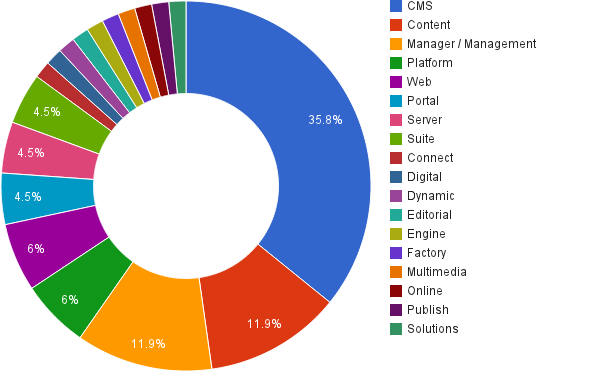 CMS
Content
Manager / Management
Platform
Web
Portal
Server
Suite
Connect
Digital
Dynamic
Editorial
Engine
Factory
Multimedia
Online
Publish
Solutions
35.8%
11.9%
11.9%
6%
6%
4.5%
4.5%
4.5%